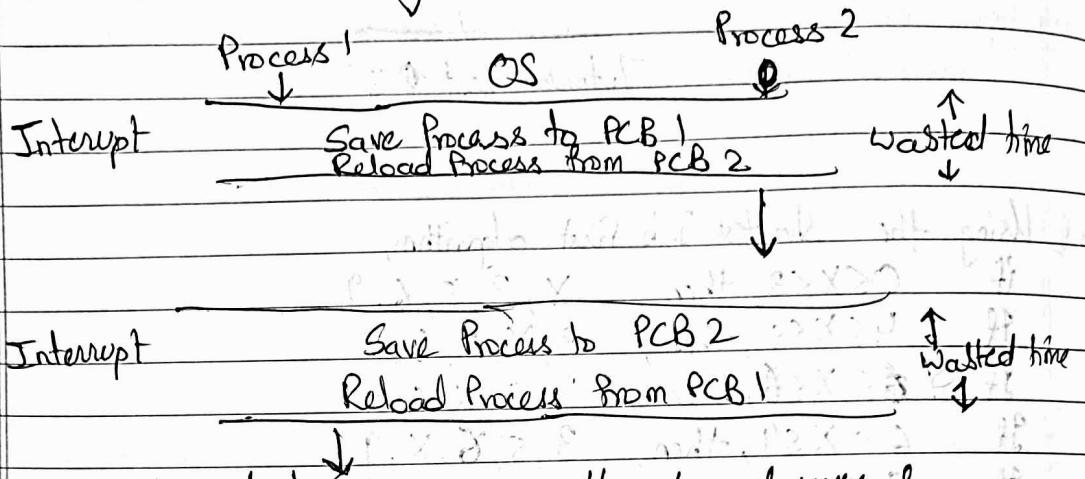 Process 1 OS Process 2
Interupt Save Process to PCB 1 wasted time
Reload Process from PCB 2
Interrupt Save Process to PCB 2 wasted time
Reload Process from PCB 1